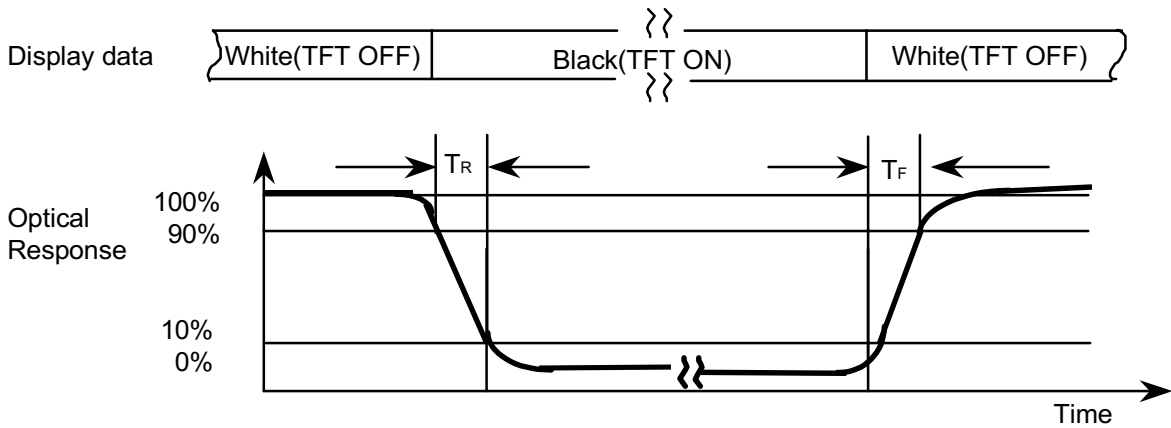 Display data
White(TFT OFF)
Black(TFT ON)
White(TFT OFF)
TR
TF
Optical
Response
100%
90%
10%
0%
Time